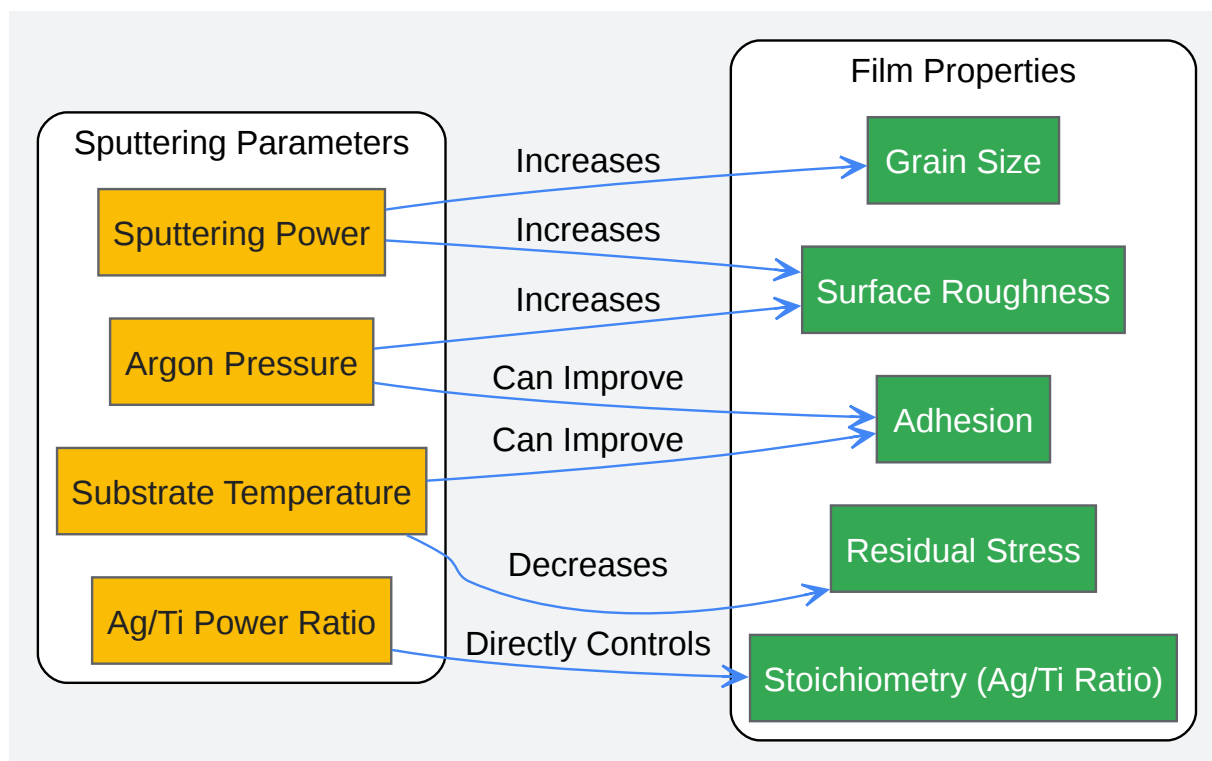 Sputtering Parameters
Sputtering Power
Argon Pressure
Substrate Temperature
Ag/Ti Power Ratio
Increases
Increases
Increases
Can Improve
Can Improve
Decreases
Directly Controls
Film Properties
Grain Size
Surface Roughness
Adhesion
Residual Stress
Stoichiometry (Ag/Ti Ratio)